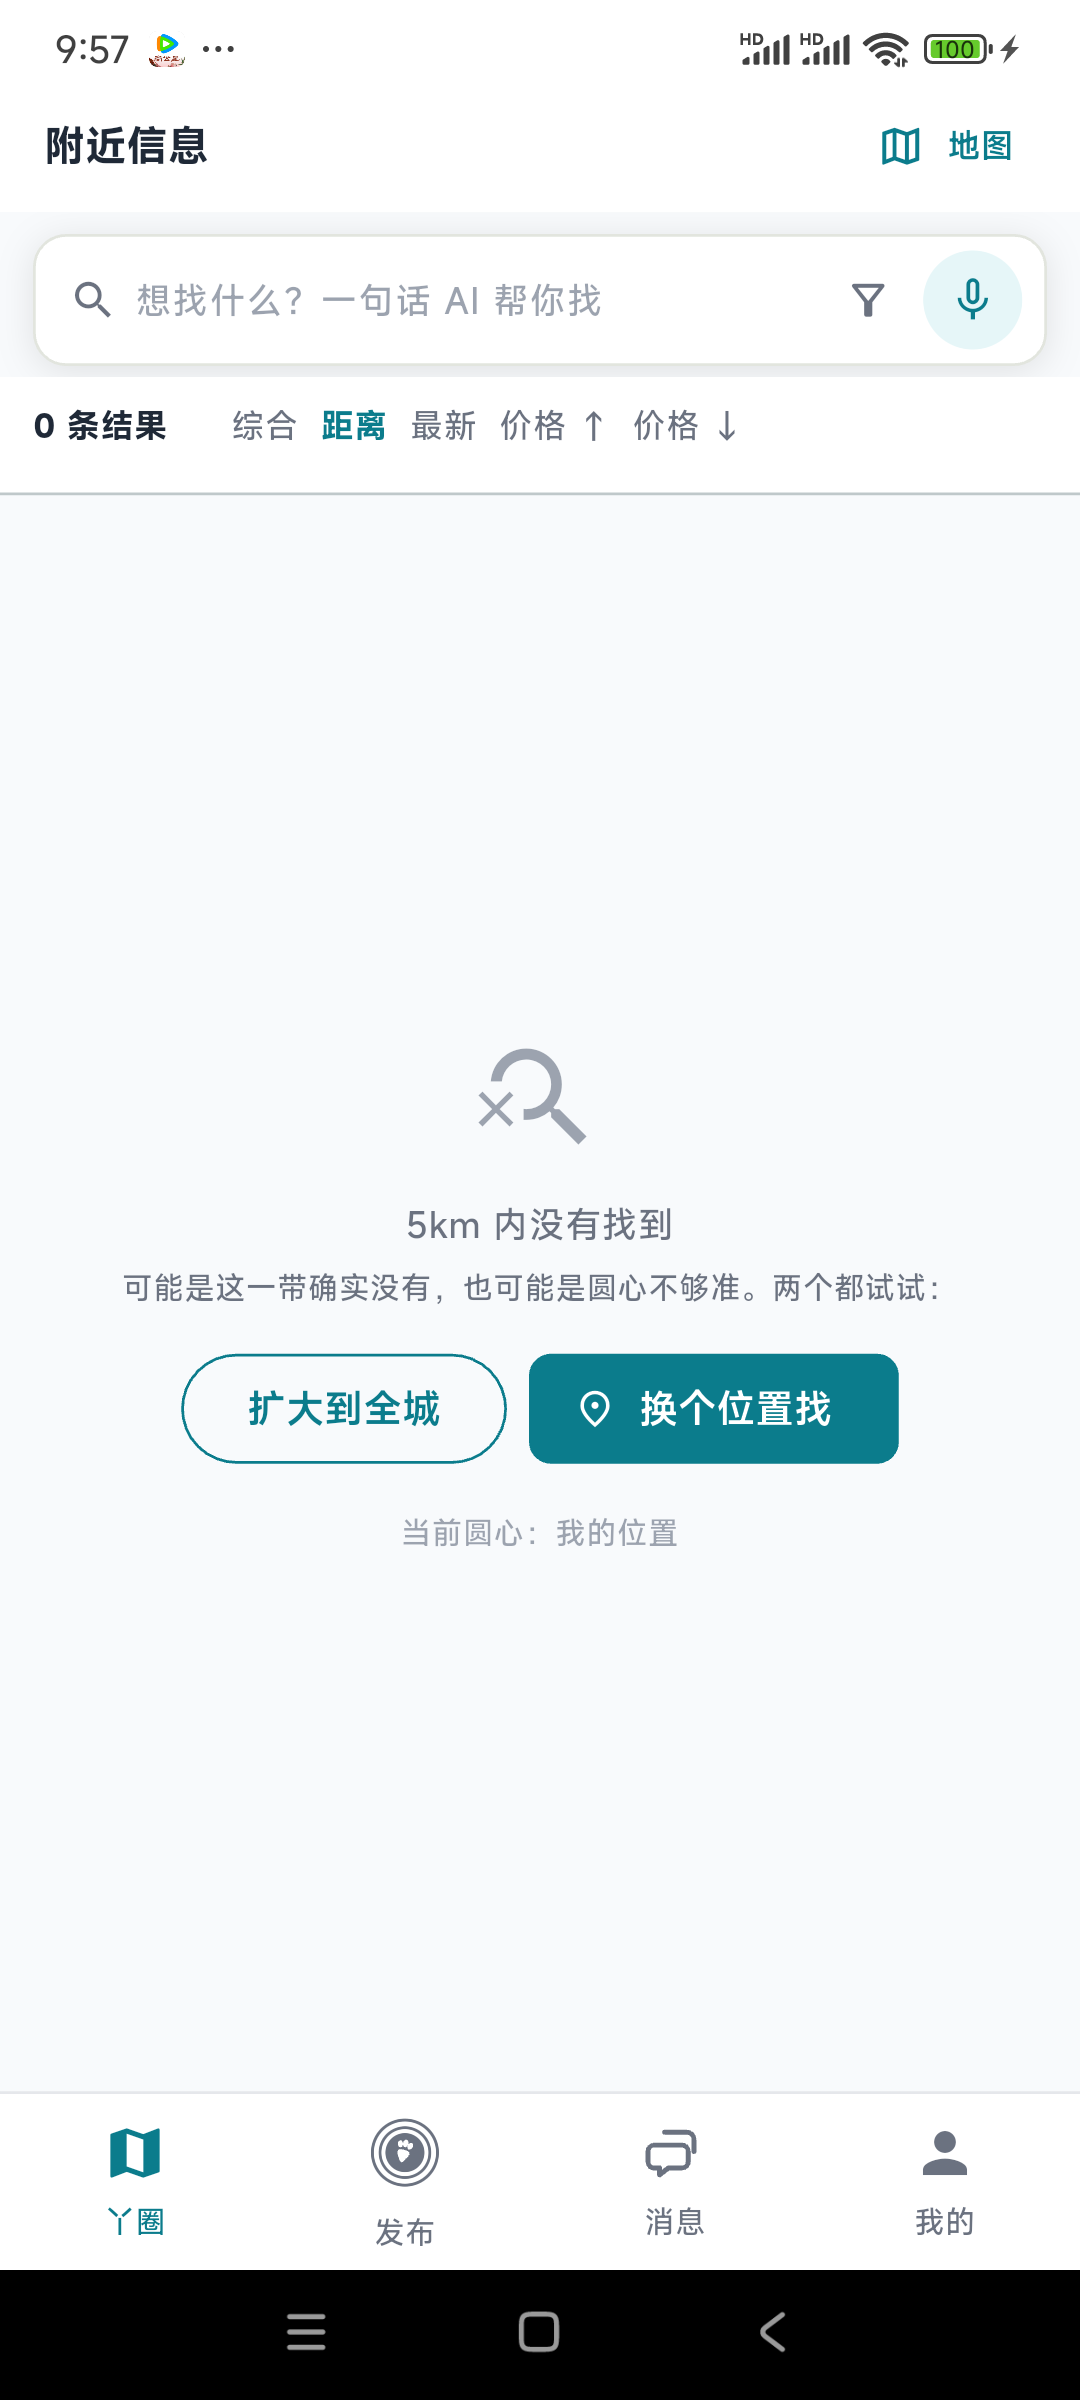 9:57
HD HD 100
附近信息
地图
想找什么？一句话 AI 帮你找
0 条结果 综合 距离 最新 价格 ↑ 价格 ↓
5km 内没有找到
可能是这一带确实没有，也可能是圆心不够准。两个都试试：
扩大到全城
换个位置找
当前圆心：我的位置
丫圈 发布 消息 我的